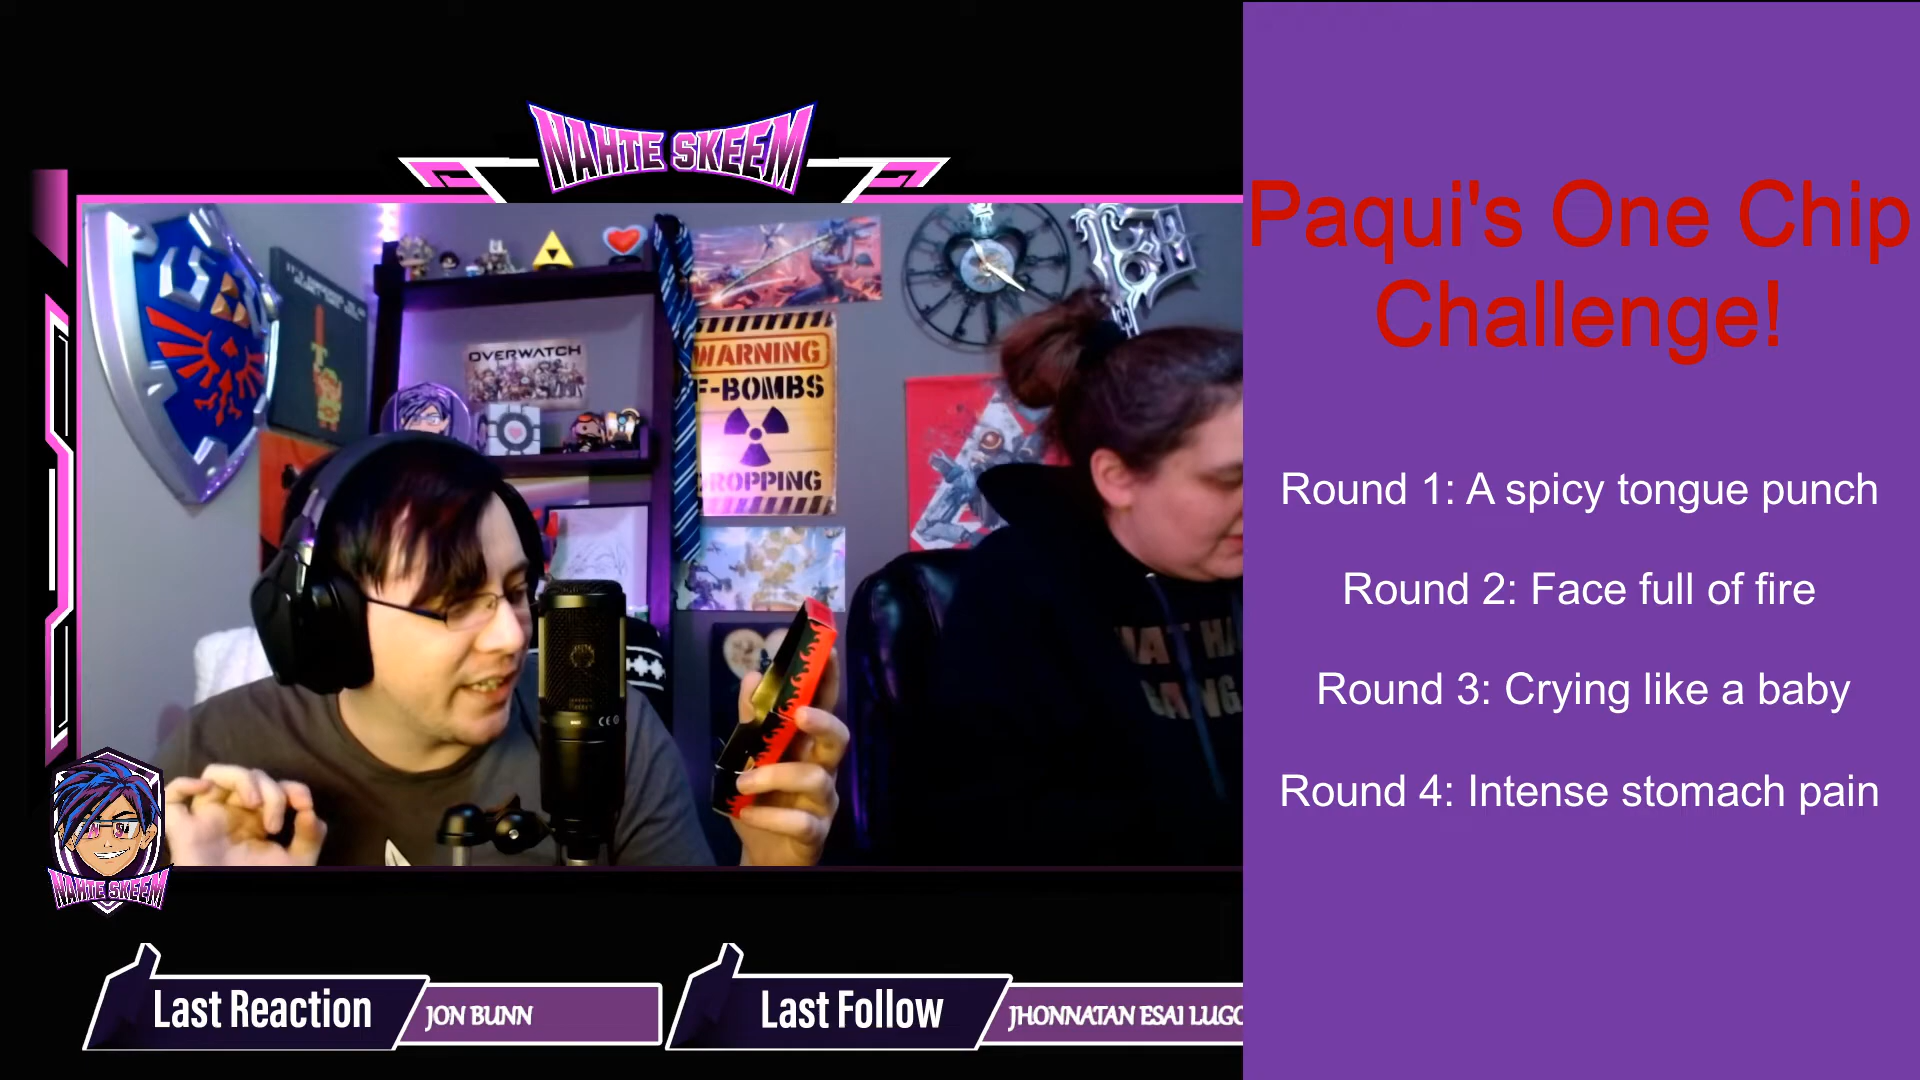 NAHTE SKEEM
Paqui's One Chip
Challenge!
OVERWATCH
WARNING
F-BOMBS
ROPPING
Round 1: A spicy tongue punch
Round 2: Face full of fire
Round 3: Crying like a baby
Round 4: Intense stomach pain
NAHTE SKEEM
Last Reaction
JON BUNN
Last Follow
JHONNATAN ESAI LUGO